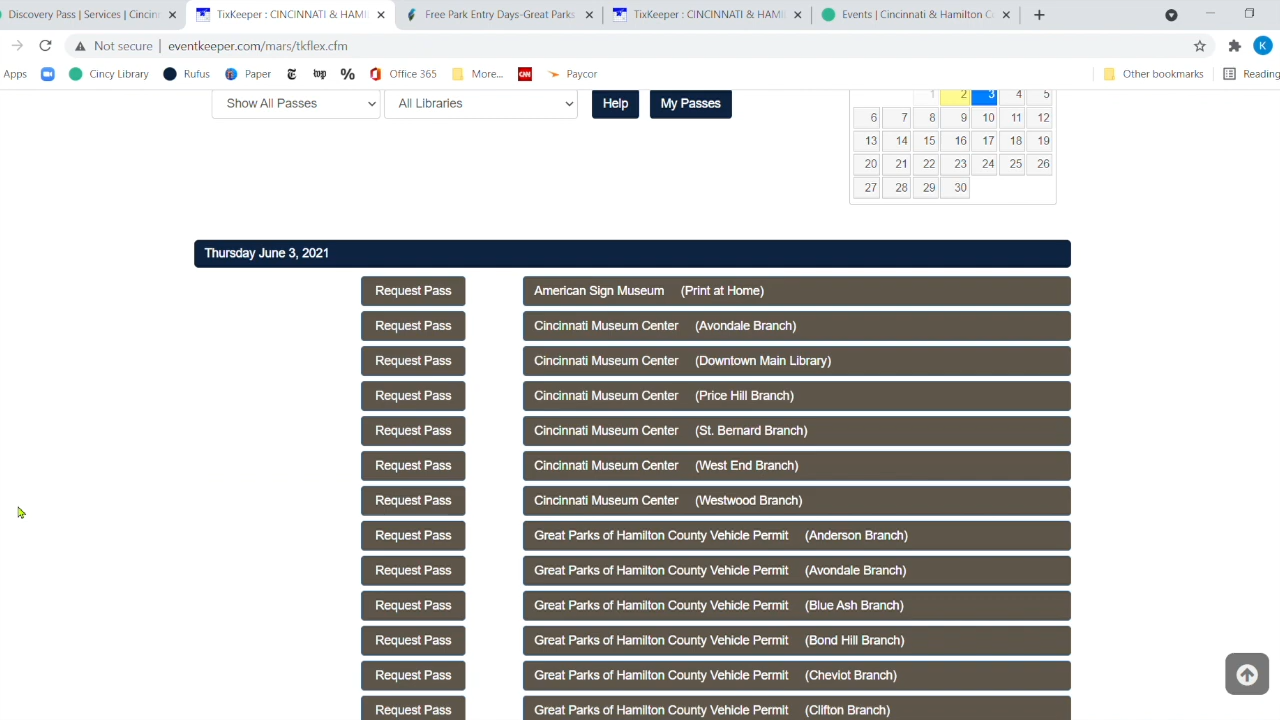 Discovery Pass | Services | Cincin
TixKeeper : CINCINNATI & HAMI
Free Park Entry Days-Great Parks
TixKeeper : CINCINNATI & HAMI
Events | Cincinnati & Hamilton C
Not secure | eventkeeper.com/mars/tkflex.cfm
K
Apps Cincy Library Rufus Paper wp % Office 365 More... CNN Paycor Other bookmarks Reading
Show All Passes All Libraries Help My Passes
1 2 3 4 5
6 7 8 9 10 11 12
13 14 15 16 17 18 19
20 21 22 23 24 25 26
27 28 29 30
Thursday June 3, 2021
Request Pass American Sign Museum (Print at Home)
Request Pass Cincinnati Museum Center (Avondale Branch)
Request Pass Cincinnati Museum Center (Downtown Main Library)
Request Pass Cincinnati Museum Center (Price Hill Branch)
Request Pass Cincinnati Museum Center (St. Bernard Branch)
Request Pass Cincinnati Museum Center (West End Branch)
Request Pass Cincinnati Museum Center (Westwood Branch)
Request Pass Great Parks of Hamilton County Vehicle Permit (Anderson Branch)
Request Pass Great Parks of Hamilton County Vehicle Permit (Avondale Branch)
Request Pass Great Parks of Hamilton County Vehicle Permit (Blue Ash Branch)
Request Pass Great Parks of Hamilton County Vehicle Permit (Bond Hill Branch)
Request Pass Great Parks of Hamilton County Vehicle Permit (Cheviot Branch)
Request Pass Great Parks of Hamilton County Vehicle Permit (Clifton Branch)